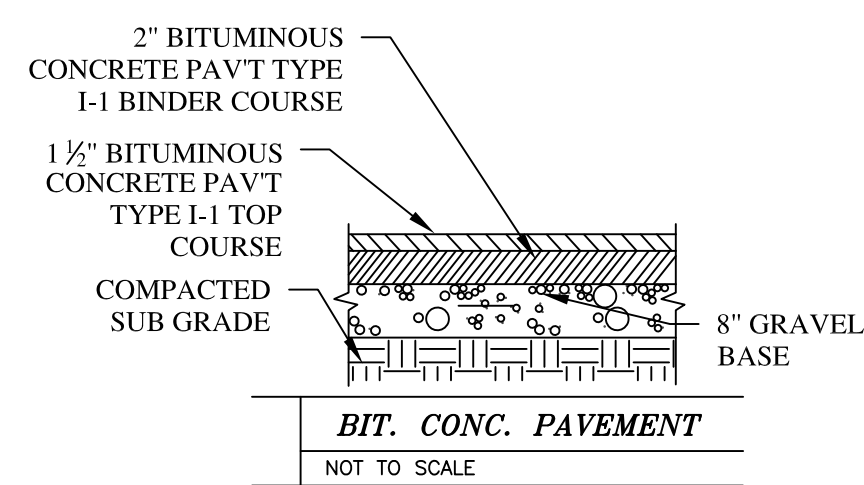 2" BITUMINOUS
CONCRETE PAV'T TYPE
I-1 BINDER COURSE
1 ½" BITUMINOUS
CONCRETE PAV'T
TYPE I-1 TOP
COURSE
COMPACTED
SUB GRADE
8" GRAVEL
BASE
BIT. CONC. PAVEMENT
NOT TO SCALE